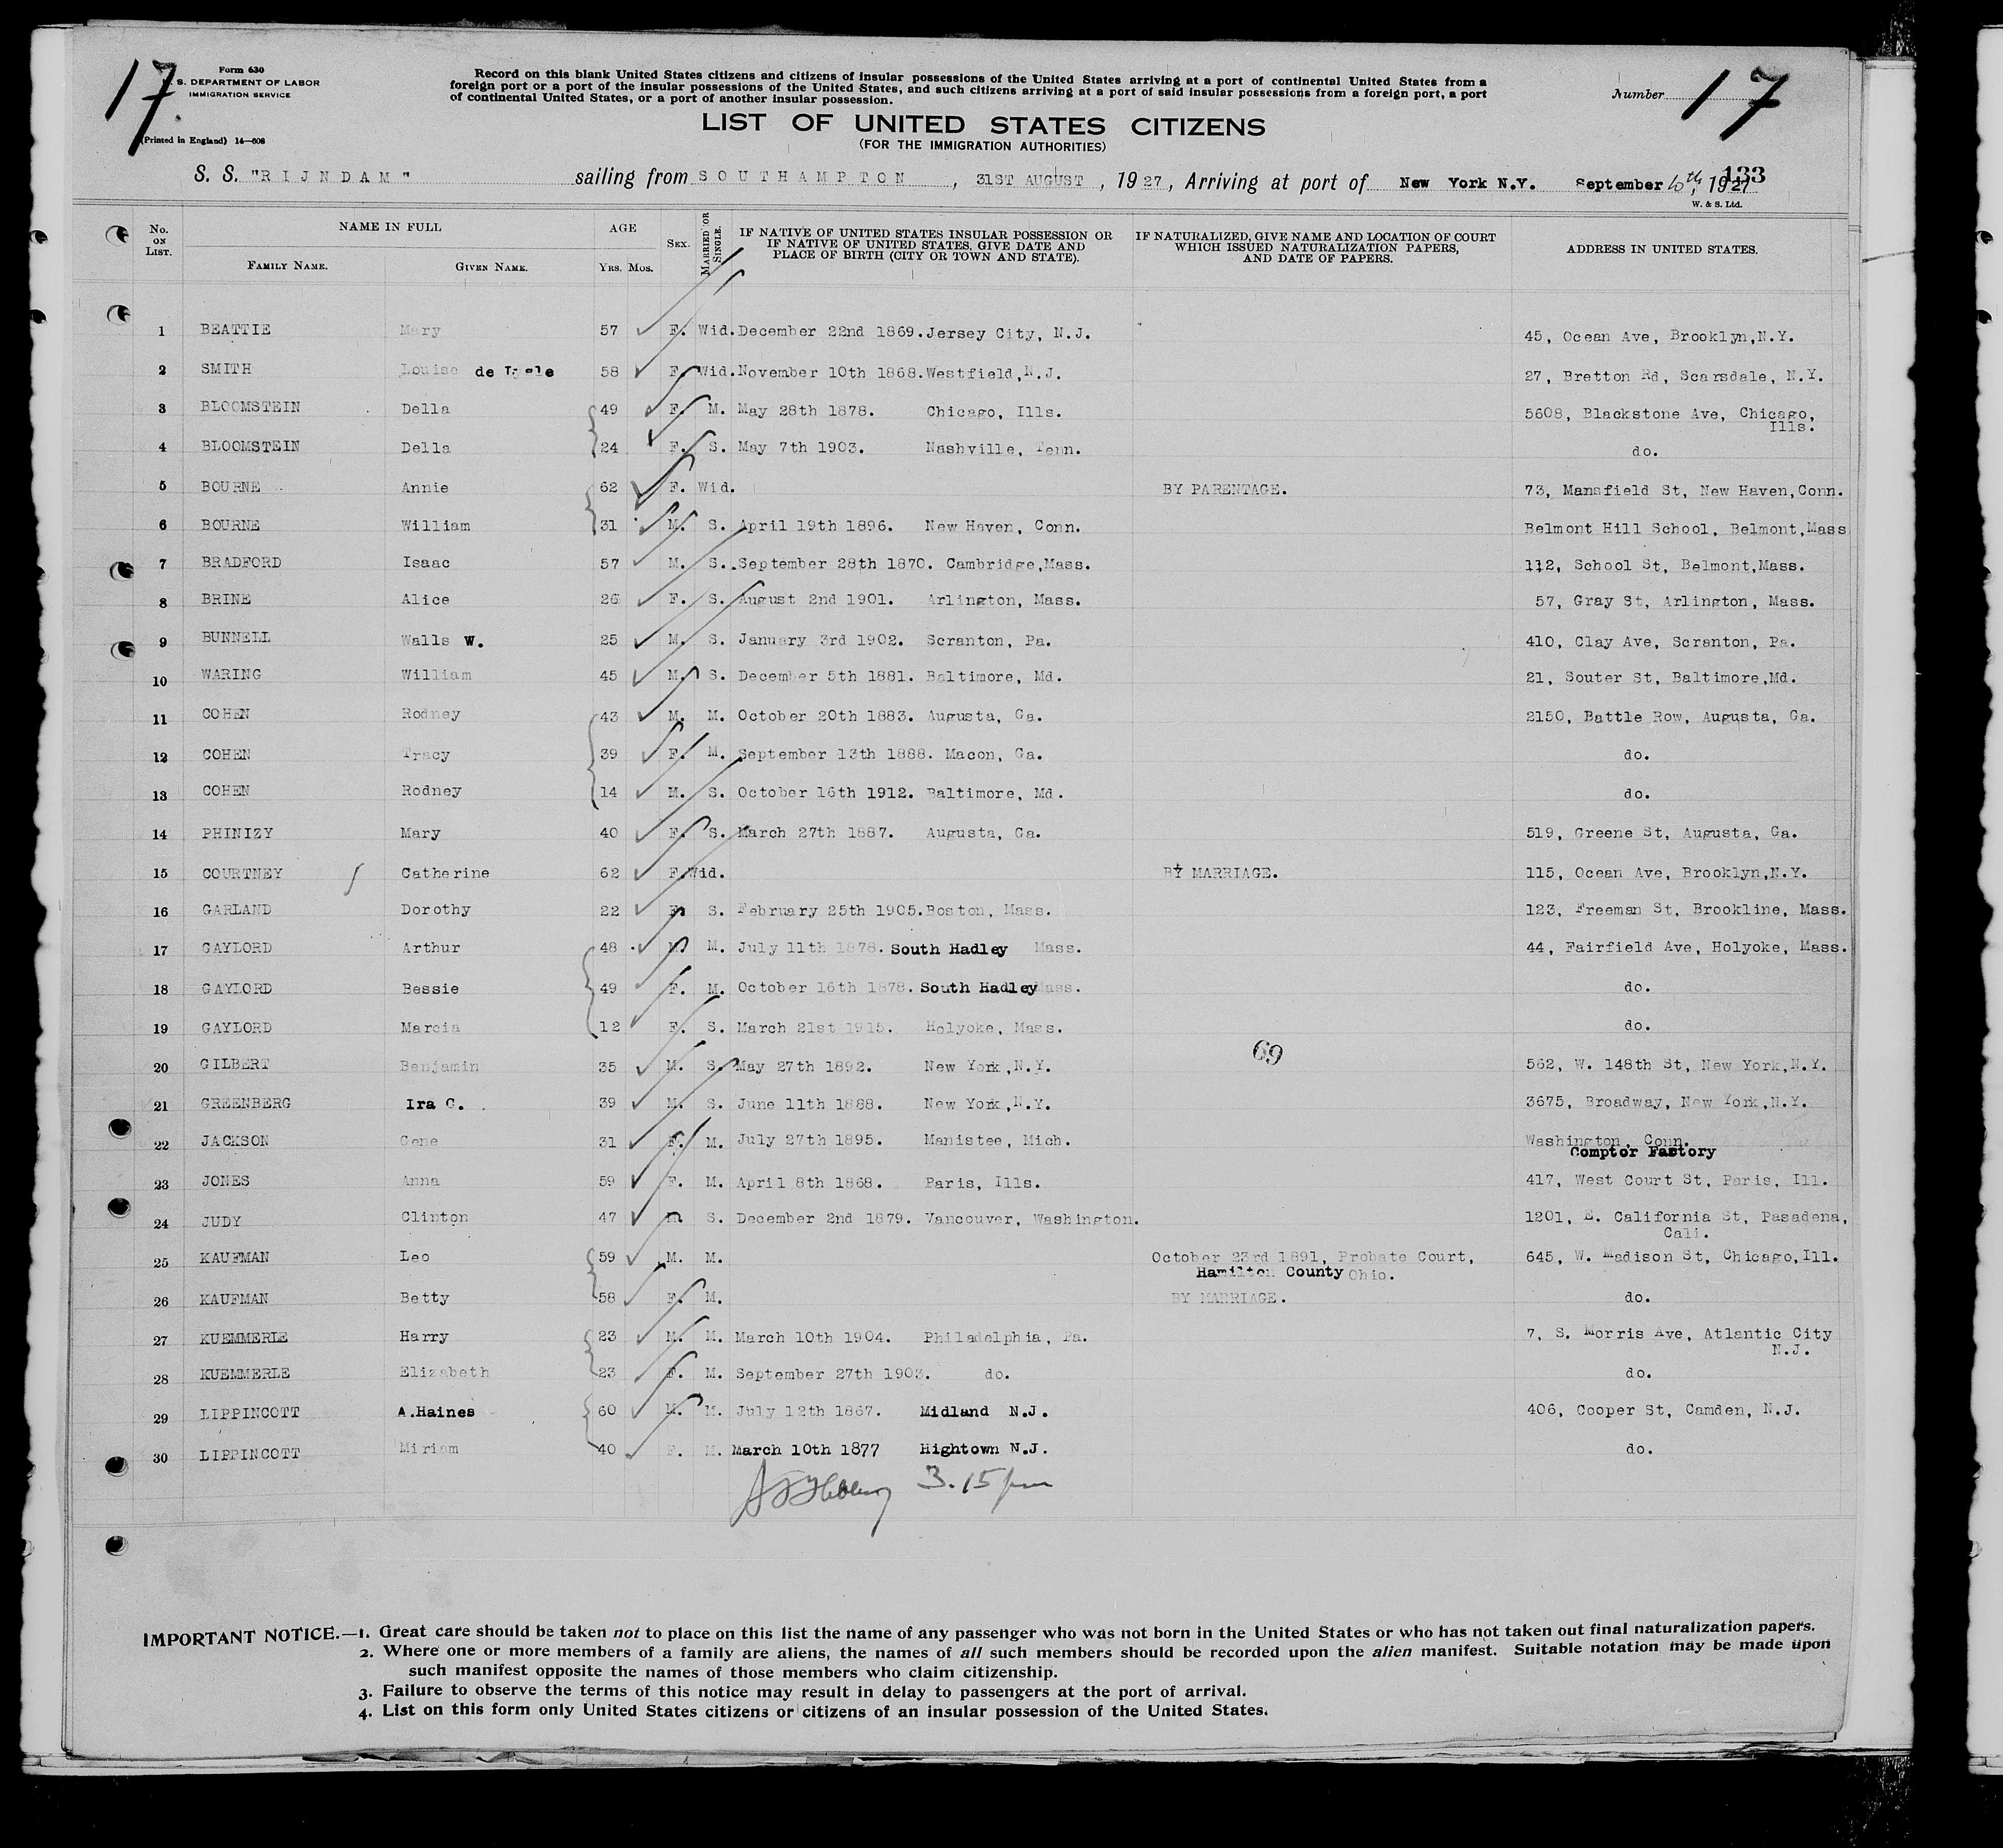 17
Form 630
U. S. DEPARTMENT OF LABOR
IMMIGRATION SERVICE
(Printed in England) 14—608
Record on this blank United States citizens and citizens of insular possessions of the United States arriving at a port of continental United States from a
foreign port or a port of the insular possessions of the United States, and such citizens arriving at a port of said insular possessions from a foreign port, a port
of continental United States, or a port of another insular possession.
Number 17
LIST OF UNITED STATES CITIZENS
(FOR THE IMMIGRATION AUTHORITIES)
S. S. "RIJNDAM" sailing from SOUTHAMPTON, 31ST AUGUST, 1927, Arriving at port of New York N.Y. September 10th, 1927
133
W. & S. Ltd.
No. ON LIST. NAME IN FULL AGE SEX. MARRIED OR SINGLE. IF NATIVE OF UNITED STATES INSULAR POSSESSION OR IF NATIVE OF UNITED STATES, GIVE DATE AND PLACE OF BIRTH (CITY OR TOWN AND STATE). IF NATURALIZED, GIVE NAME AND LOCATION OF COURT WHICH ISSUED NATURALIZATION PAPERS, AND DATE OF PAPERS. ADDRESS IN UNITED STATES.
FAMILY NAME. GIVEN NAME. YRS. MOS.
1 BEATTIE Mary 57 F. Wid. December 22nd 1869. Jersey City, N.J. 45, Ocean Ave, Brooklyn,N.Y.
2 SMITH Louise de 58 F. Wid. November 10th 1868. Westfield,N.J. 27, Bretton Rd, Scarsdale, N.Y.
3 BLOOMSTEIN Della 49 F. M. May 28th 1878. Chicago, Ills. 5608, Blackstone Ave, Chicago,
Ills.
4 BLOOMSTEIN Della 24 F. S. May 7th 1903. Nashville, Tenn. do.
5 BOURNE Annie 62 F. Wid. BY PARENTAGE. 73, Mansfield St, New Haven,Conn.
6 BOURNE William 31 M. S. April 19th 1896. New Haven, Conn. Belmont Hill School, Belmont,Mass
7 BRADFORD Isaac 57 M. S. September 28th 1870. Cambridge,Mass. 112, School St, Belmont,Mass.
8 BRINE Alice 26 F. S. August 2nd 1901. Arlington, Mass. 57, Gray St, Arlington, Mass.
9 BUNNELL Walls W. 25 M. S. January 3rd 1902. Scranton, Pa. 410, Clay Ave, Scranton, Pa.
10 WARING William 45 M. S. December 5th 1881. Baltimore, Md. 21, Souter St, Baltimore,Md.
11 COHEN Rodney 43 M. M. October 20th 1883. Augusta, Ga. 2150, Battle Row, Augusta, Ga.
12 COHEN Tracy 39 F. M. September 13th 1888. Macon, Ga. do.
13 COHEN Rodney 14 M. S. October 16th 1912. Baltimore, Md. do.
14 PHINIZY Mary 40 F. S. March 27th 1887. Augusta, Ga. 519, Greene St, Augusta, Ga.
15 COURTNEY Catherine 62 F. Wid. BY MARRIAGE. 115, Ocean Ave, Brooklyn,N.Y.
16 GARLAND Dorothy 22 F. S. February 25th 1905. Boston, Mass. 123, Freeman St, Brookline, Mass.
17 GAYLORD Arthur 48 M. M. July 11th 1878. South Hadley Mass. 44, Fairfield Ave, Holyoke, Mass.
18 GAYLORD Bessie 49 F. M. October 16th 1878. South Hadley Mass. do.
19 GAYLORD Marcia 12 F. S. March 21st 1915. Holyoke, Mass. do.
69
20 GILBERT Benjamin 35 M. S. May 27th 1892. New York,N.Y. 562, W. 148th St, New York,N.Y.
21 GREENBERG Ira C. 39 M. S. June 11th 1888. New York,N.Y. 3675, Broadway, New York,N.Y.
22 JACKSON Gene 31 F. M. July 27th 1895. Manistee, Mich. Washington, Conn.
Comptor Factory
23 JONES Anna 59 F. M. April 8th 1868. Paris, Ills. 417, West Court St, Paris, Ill.
24 JUDY Clinton 47 m S. December 2nd 1879. Vancouver, Washington. 1201, E. California St, Pasadena,
Cali.
25 KAUFMAN Leo 59 M. M. October 23rd 1891, Probate Court, 645, W. Madison St, Chicago,Ill.
Hamilton County Ohio.
26 KAUFMAN Betty 58 F. M. BY MARRIAGE. do.
27 KUEMMERLE Harry 23 M. M. March 10th 1904. Philadelphia, Pa. 7, S. Morris Ave, Atlantic City
N.J.
28 KUEMMERLE Elizabeth 23 F. M. September 27th 1903. do. do.
29 LIPPINCOTT A.Haines 60 M. M. July 12th 1867. Midland N.J. 406, Cooper St, Camden, N.J.
30 LIPPINCOTT Miriam 40 F. M. March 10th 1877 Hightown N.J. do.
3.15 pm
IMPORTANT NOTICE.—1. Great care should be taken not to place on this list the name of any passenger who was not born in the United States or who has not taken out final naturalization papers.
2. Where one or more members of a family are aliens, the names of all such members should be recorded upon the alien manifest. Suitable notation may be made upon
such manifest opposite the names of those members who claim citizenship.
3. Failure to observe the terms of this notice may result in delay to passengers at the port of arrival.
4. List on this form only United States citizens or citizens of an insular possession of the United States.